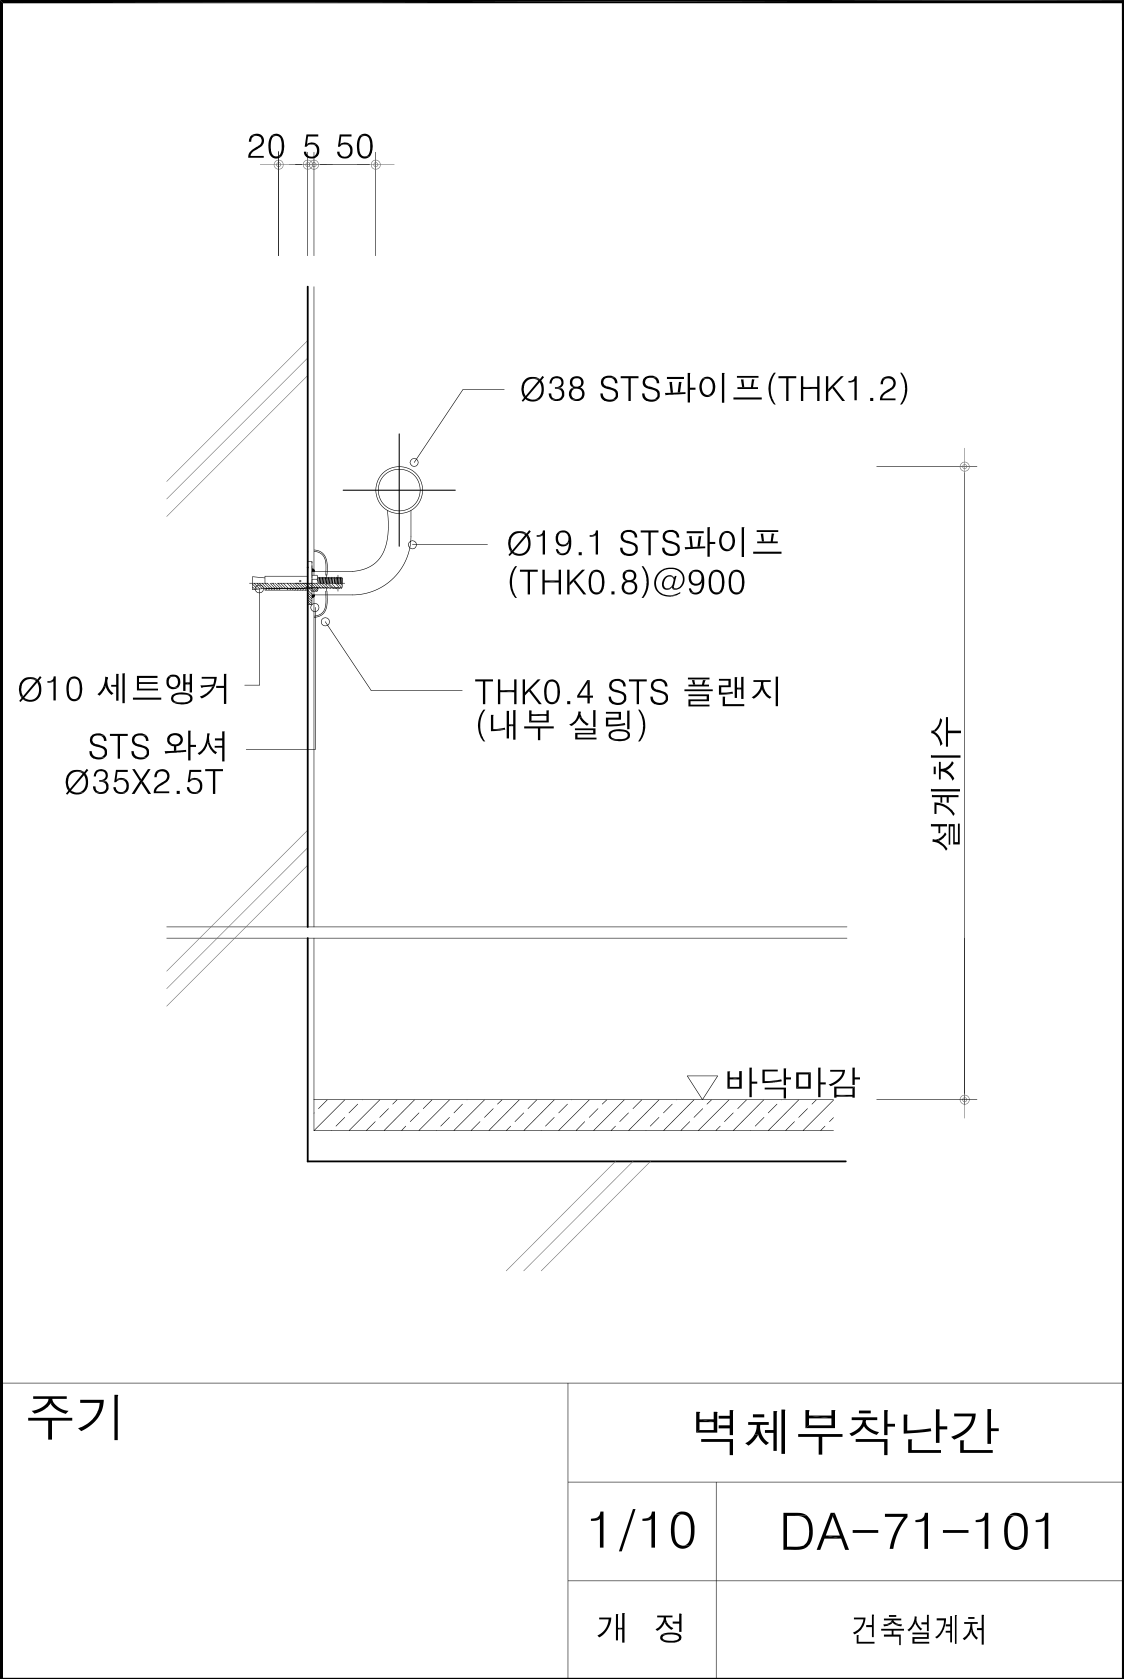 20 5 50
Ø38 STS파이프(THK1.2)
Ø19.1 STS파이프
(THK0.8)@900
Ø10 세트앵커
THK0.4 STS 플랜지
(내부 실링)
STS 와셔
Ø35X2.5T
설계치수
바닥마감
주기
벽체부착난간
1/10
DA-71-101
개 정
건축설계처